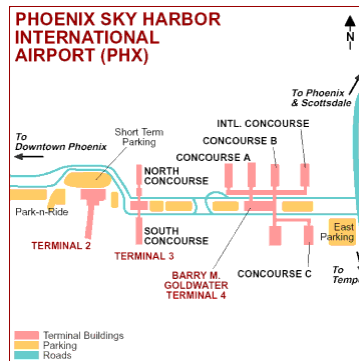 PHOENIX SKY HARBOR
INTERNATIONAL
AIRPORT (PHX)
N
To Phoenix
& Scottsdale
To
Downtown Phoenix
Short Term
Parking
INTL. CONCOURSE
CONCOURSE B
CONCOURSE A
NORTH
CONCOURSE
Park-n-Ride
TERMINAL 2
SOUTH
CONCOURSE
TERMINAL 3
BARRY M.
GOLDWATER
TERMINAL 4
CONCOURSE C
East
Parking
To
Temp
Terminal Buildings
Parking
Roads